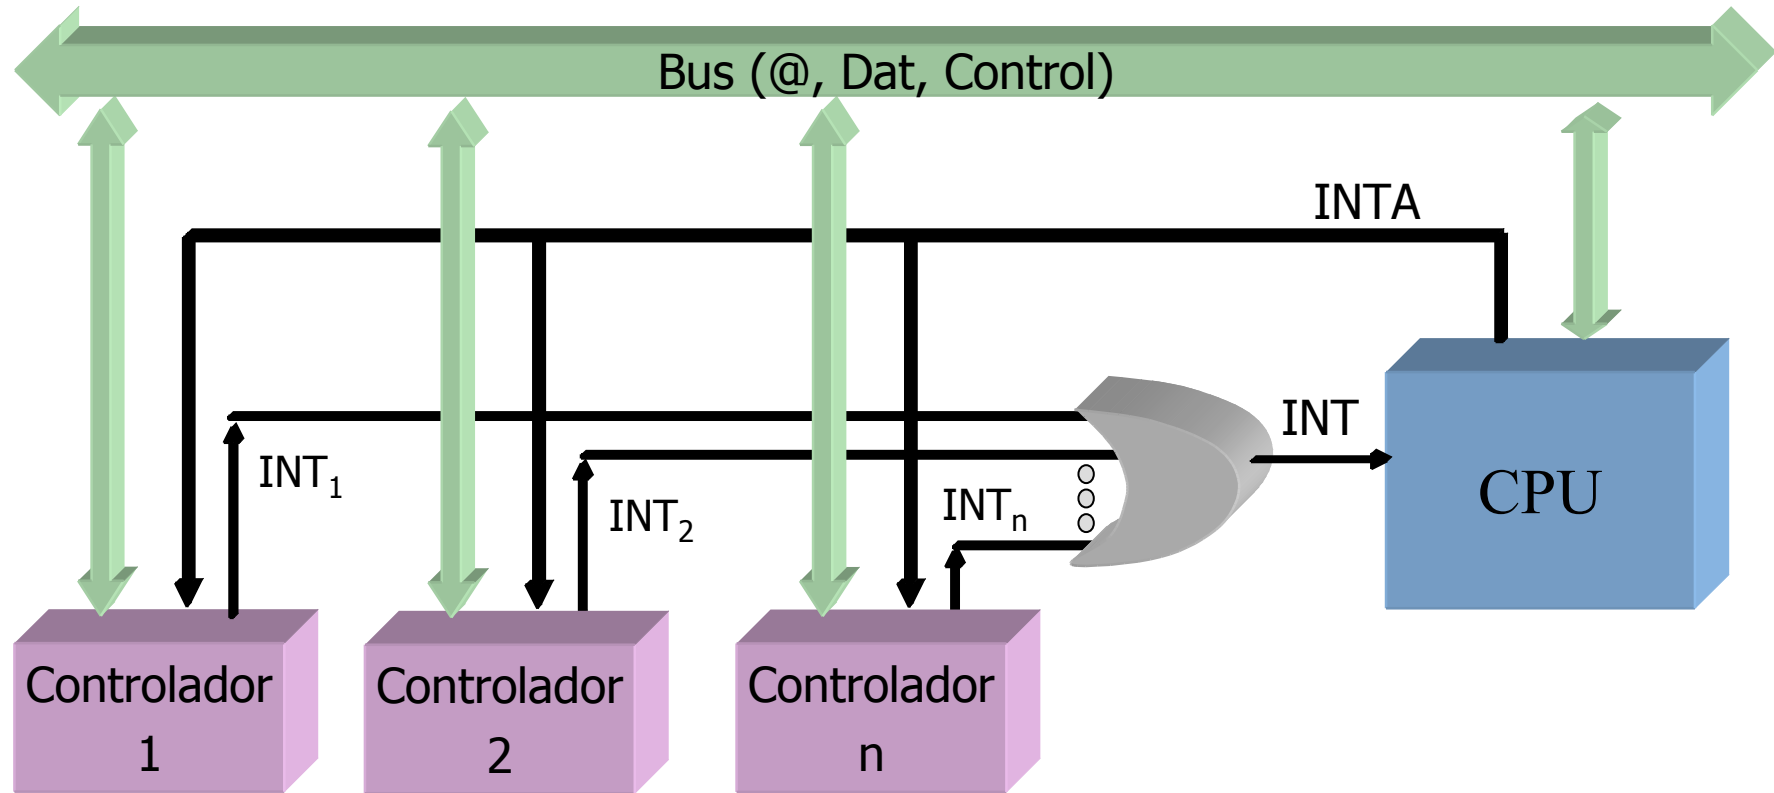 Bus (@, Dat, Control)
INTA
INT
INT1
INT2
INTn
CPU
Controlador
1
Controlador
2
Controlador
n